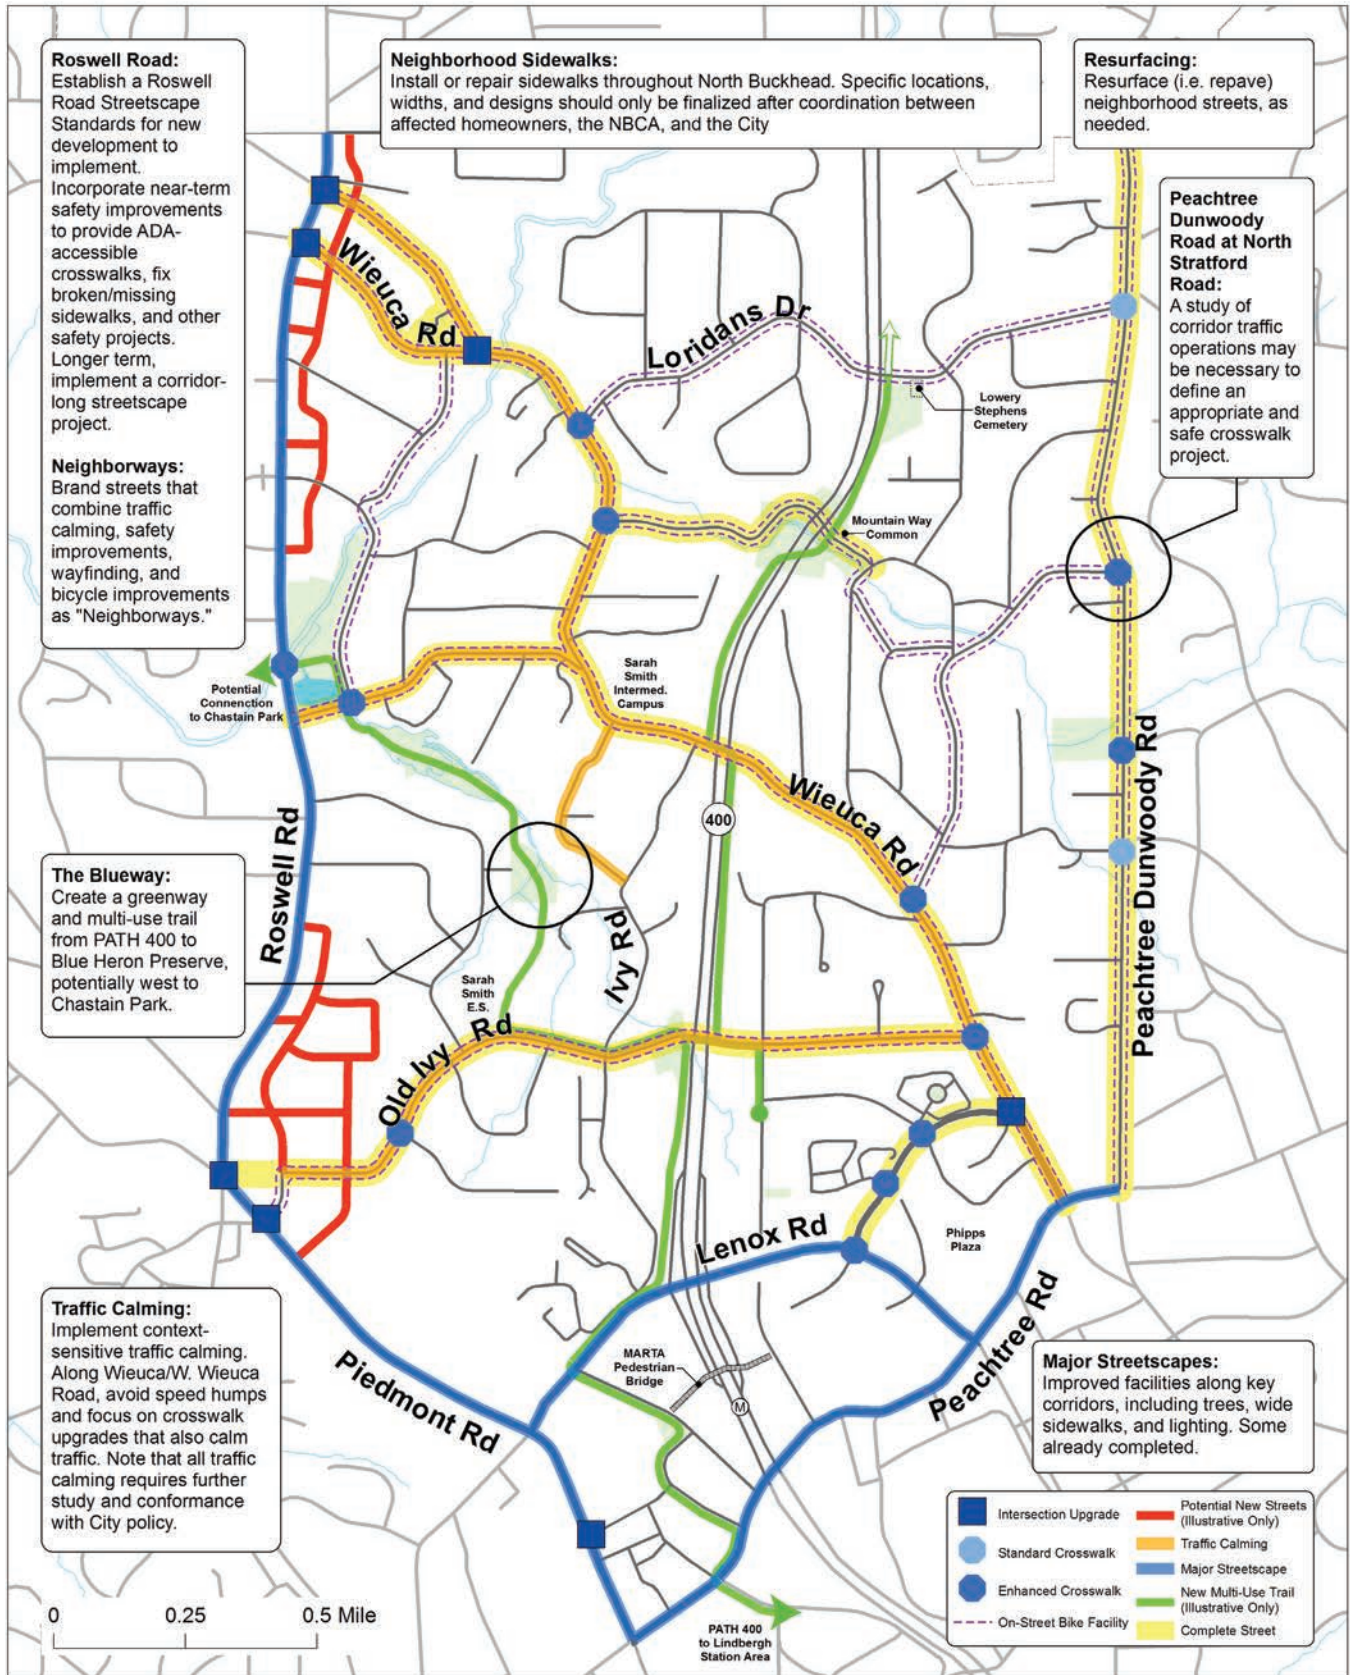 Roswell Road:
Establish a Roswell
Road Streetscape
Standards for new
development to
implement.
Incorporate near-term
safety improvements
to provide ADA-
accessible
crosswalks, fix
broken/missing
sidewalks, and other
safety projects.
Longer term,
implement a corridor-
long streetscape
project.
Neighborways:
Brand streets that
combine traffic
calming, safety
improvements,
wayfinding, and
bicycle improvements
as "Neighborways."
Neighborhood Sidewalks:
Install or repair sidewalks throughout North Buckhead. Specific locations,
widths, and designs should only be finalized after coordination between
affected homeowners, the NBCA, and the City
Resurfacing:
Resurface (i.e. repave)
neighborhood streets, as
needed.
Peachtree
Dunwoody
Road at North
Stratford
Road:
A study of
corridor traffic
operations may
be necessary to
define an
appropriate and
safe crosswalk
project.
Wieuca Rd
Loridans Dr
Lowery
Stephens
Cemetery
Mountain Way
Common
Sarah
Smith
Intermed.
Campus
Potential
Connenction
to Chastain Park
Wieuca Rd
400
Peachtree Dunwoody Rd
Roswell Rd
The Blueway:
Create a greenway
and multi-use trail
from PATH 400 to
Blue Heron Preserve,
potentially west to
Chastain Park.
Ivy Rd
Sarah
Smith
E.S.
Old Ivy Rd
Lenox Rd
Phipps
Plaza
Traffic Calming:
Implement context-
sensitive traffic calming.
Along Wieuca/W. Wieuca
Road, avoid speed humps
and focus on crosswalk
upgrades that also calm
traffic. Note that all traffic
calming requires further
study and conformance
with City policy.
Piedmont Rd
MARTA
Pedestrian
Bridge
M
Peachtree Rd
Major Streetscapes:
Improved facilities along key
corridors, including trees, wide
sidewalks, and lighting. Some
already completed.
Intersection Upgrade
Standard Crosswalk
Enhanced Crosswalk
On-Street Bike Facility
Potential New Streets
(Illustrative Only)
Traffic Calming
Major Streetscape
New Multi-Use Trail
(Illustrative Only)
Complete Street
0 0.25 0.5 Mile
PATH 400
to Lindbergh
Station Area